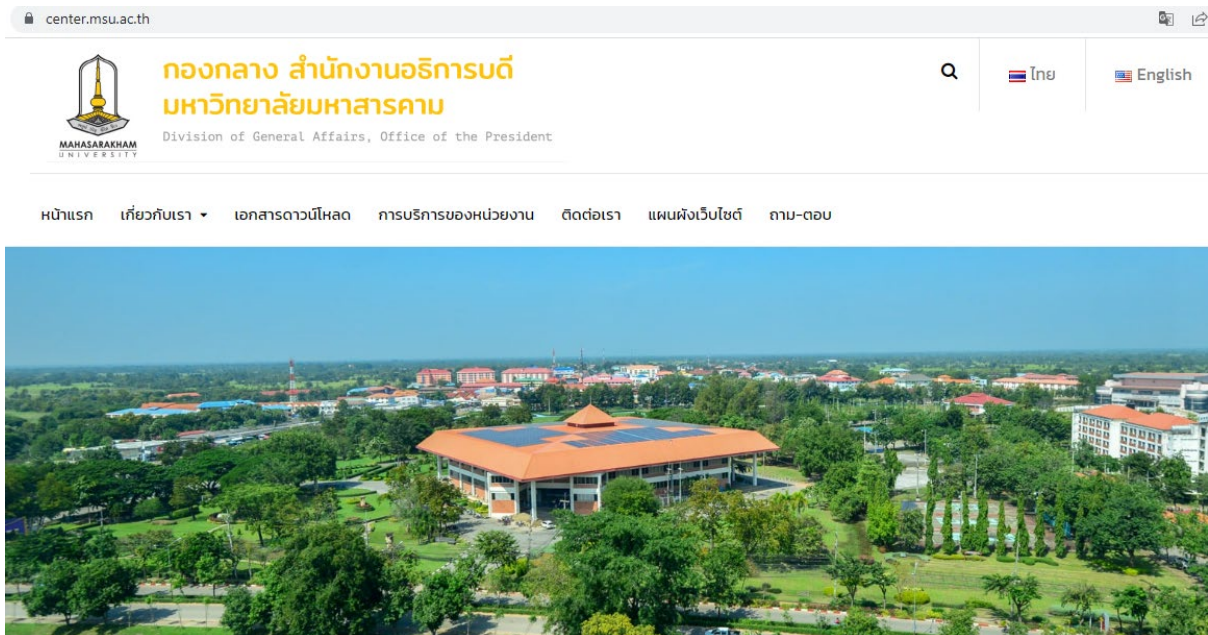 center.msu.ac.th
กองกลาง สำนักงานอธิการบดี
มหาวิทยาลัยมหาสารคาม
Division of General Affairs, Office of the President
MAHASARAKHAM
UNIVERSITY
ไทย
English
หน้าแรก เกี่ยวกับเรา เอกสารดาวน์โหลด การบริการของหน่วยงาน ติดต่อเรา แผนผังเว็บไซต์ ถาม-ตอบ